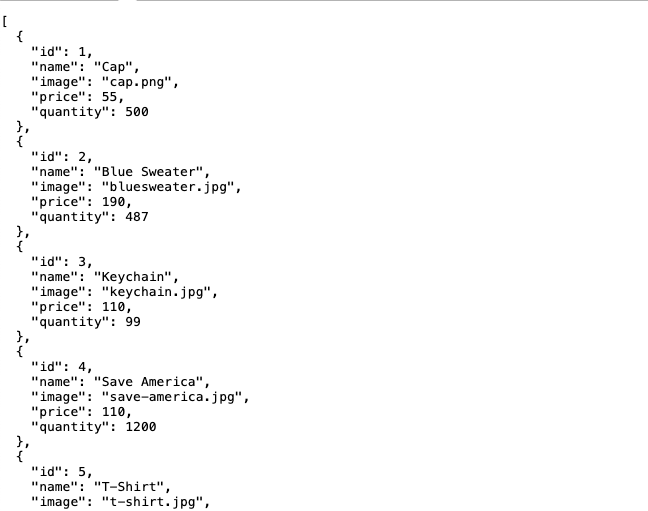 [
  {
    "id": 1,
    "name": "Cap",
    "image": "cap.png",
    "price": 55,
    "quantity": 500
  },
  {
    "id": 2,
    "name": "Blue Sweater",
    "image": "bluesweater.jpg",
    "price": 190,
    "quantity": 487
  },
  {
    "id": 3,
    "name": "Keychain",
    "image": "keychain.jpg",
    "price": 110,
    "quantity": 99
  },
  {
    "id": 4,
    "name": "Save America",
    "image": "save-america.jpg",
    "price": 110,
    "quantity": 1200
  },
  {
    "id": 5,
    "name": "T-Shirt",
    "image": "t-shirt.jpg",